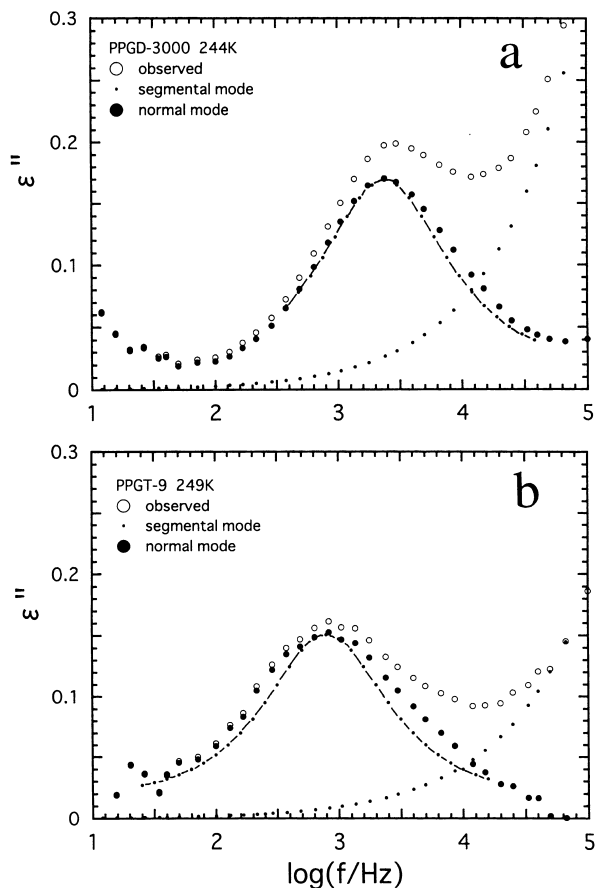 0.3
PPGD-3000 244K
a
observed
segmental mode
normal mode
0.2
ε"
0.1
0
1 2 3 4 5
0.3
PPGT-9 249K
b
observed
segmental mode
normal mode
0.2
ε"
0.1
0
1 2 3 4 5
log(f/Hz)